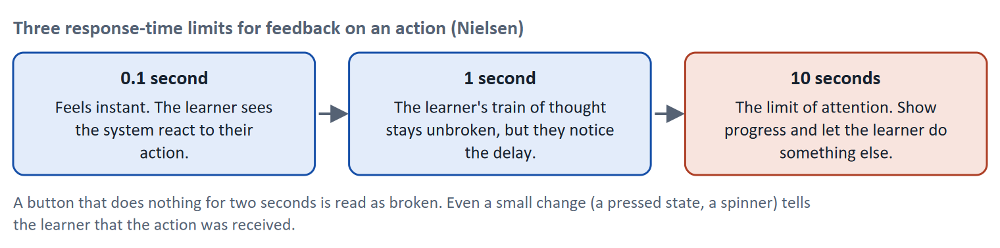 Three response-time limits for feedback on an action (Nielsen)
0.1 second
Feels instant. The learner sees
the system react to their
action.
1 second
The learner's train of thought
stays unbroken, but they notice
the delay.
10 seconds
The limit of attention. Show
progress and let the learner do
something else.
A button that does nothing for two seconds is read as broken. Even a small change (a pressed state, a spinner) tells
the learner that the action was received.